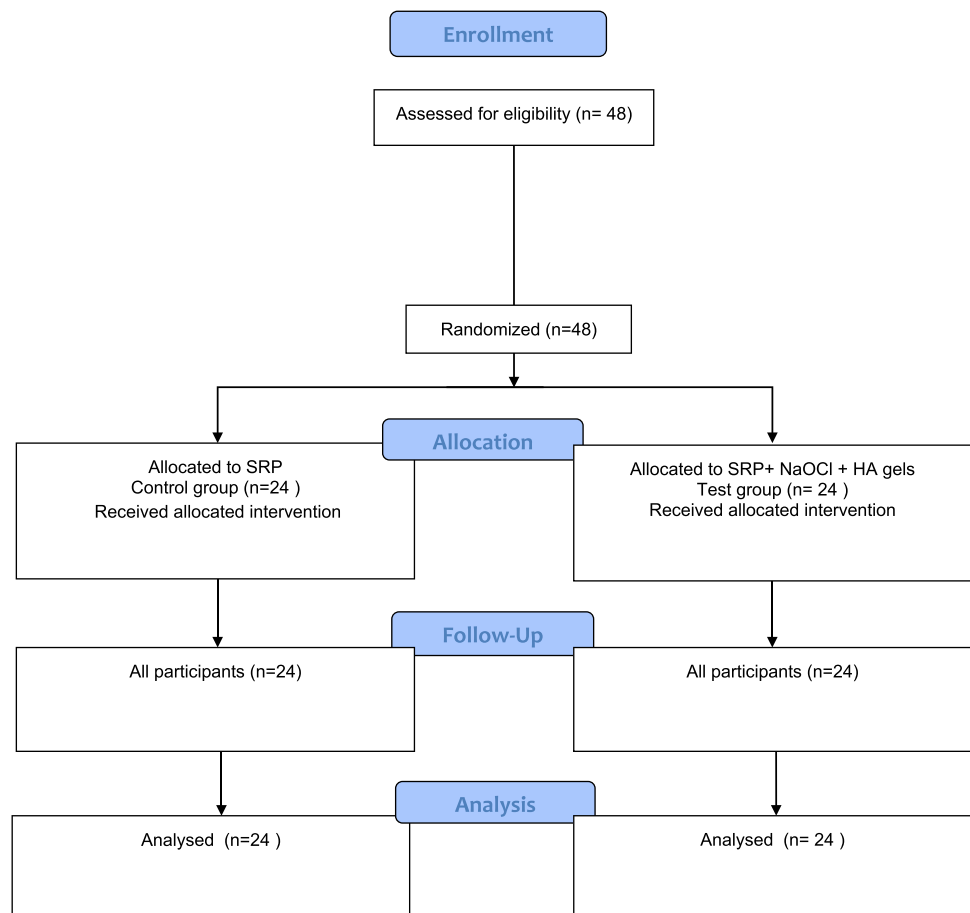 Enrollment
Assessed for eligibility (n= 48)
Randomized (n=48)
Allocation
Allocated to SRP
Control group (n=24 )
Received allocated intervention
Allocated to SRP+ NaOCl + HA gels
Test group (n= 24 )
Received allocated intervention
Follow-Up
All participants (n=24)
All participants (n=24)
Analysis
Analysed  (n=24 )
Analysed  (n= 24 )